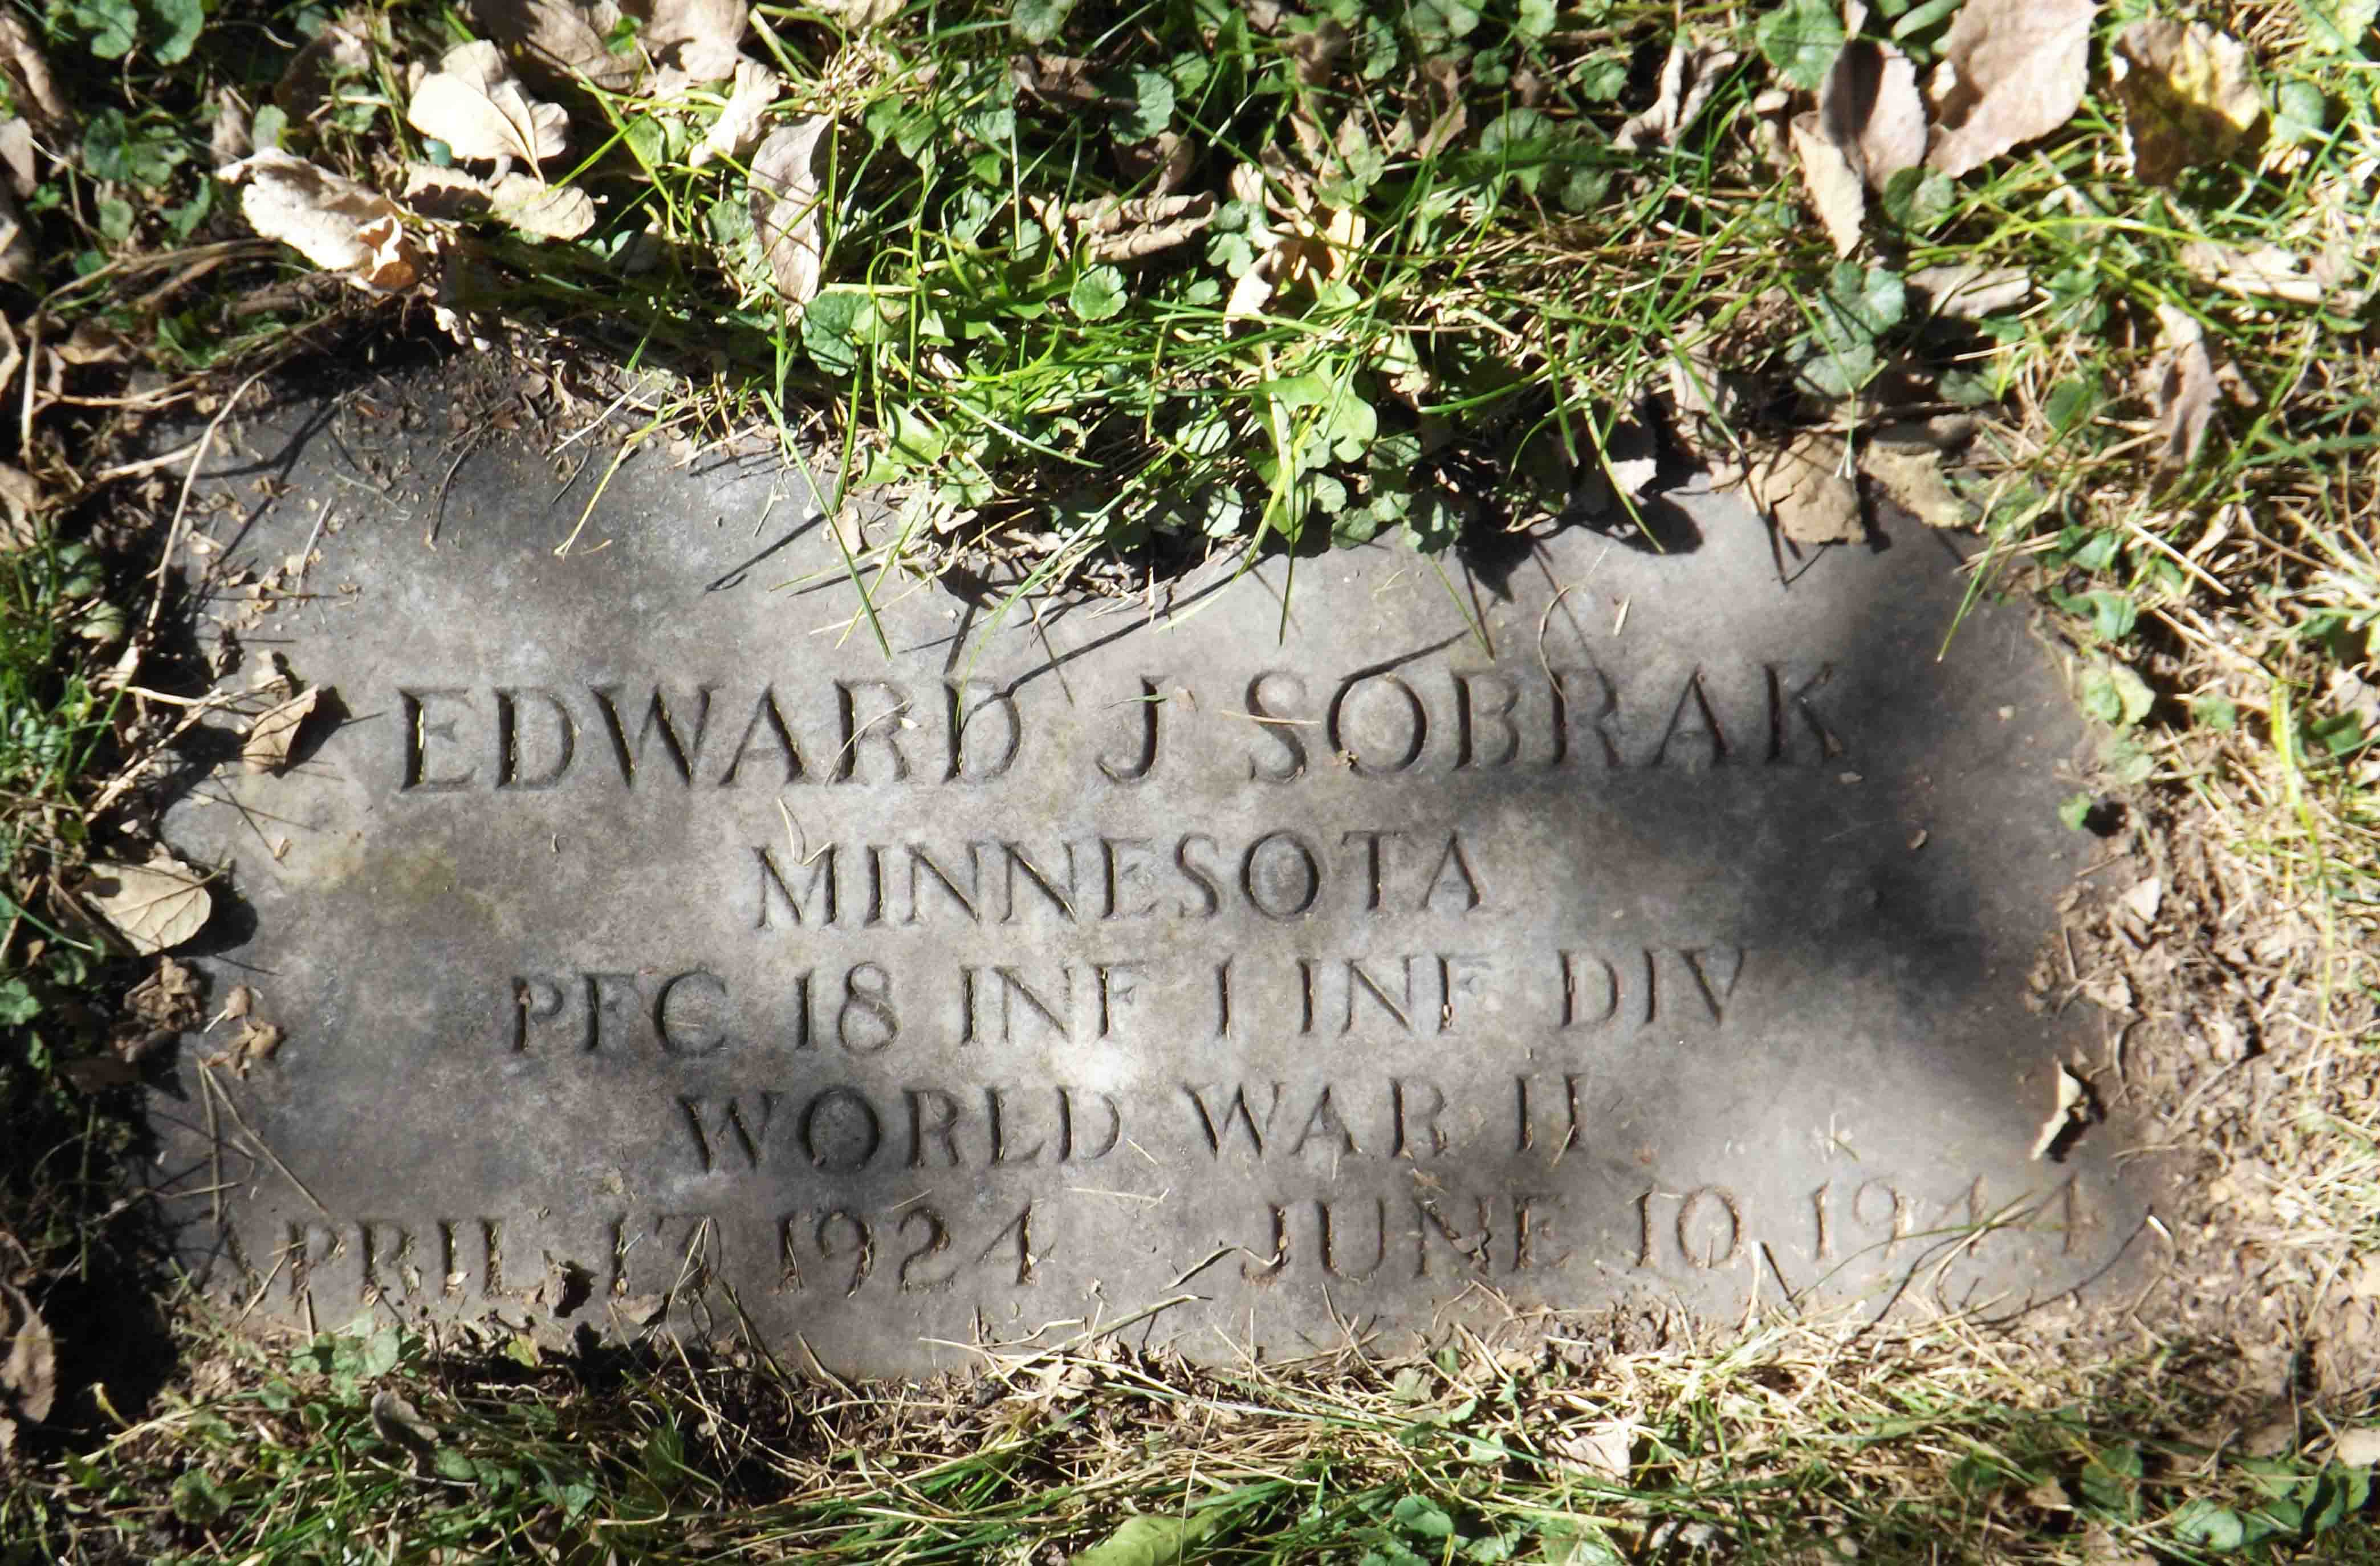 EDWARD J SOBRAK
MINNESOTA
PFC 18 INF 1 INF DIV
WORLD WAR II
APRIL 17 1924 JUNE 10 1944